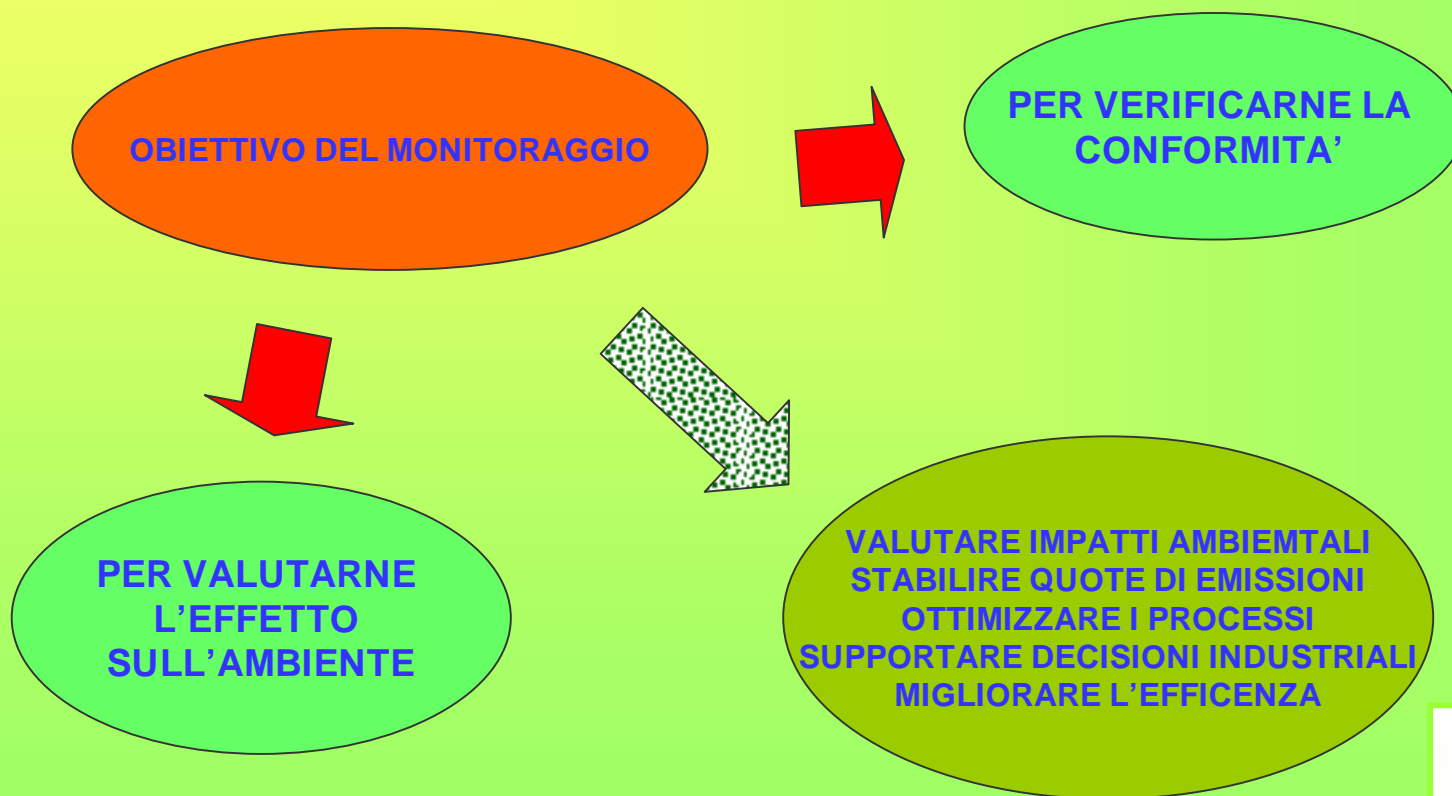 OBIETTIVO DEL MONITORAGGIO
PER VERIFICARNE LA
CONFORMITA’
PER VALUTARNE
L’EFFETTO
SULL’AMBIENTE
VALUTARE IMPATTI AMBIEMTALI
STABILIRE QUOTE DI EMISSIONI
OTTIMIZZARE I PROCESSI
SUPPORTARE DECISIONI INDUSTRIALI
MIGLIORARE L’EFFICENZA